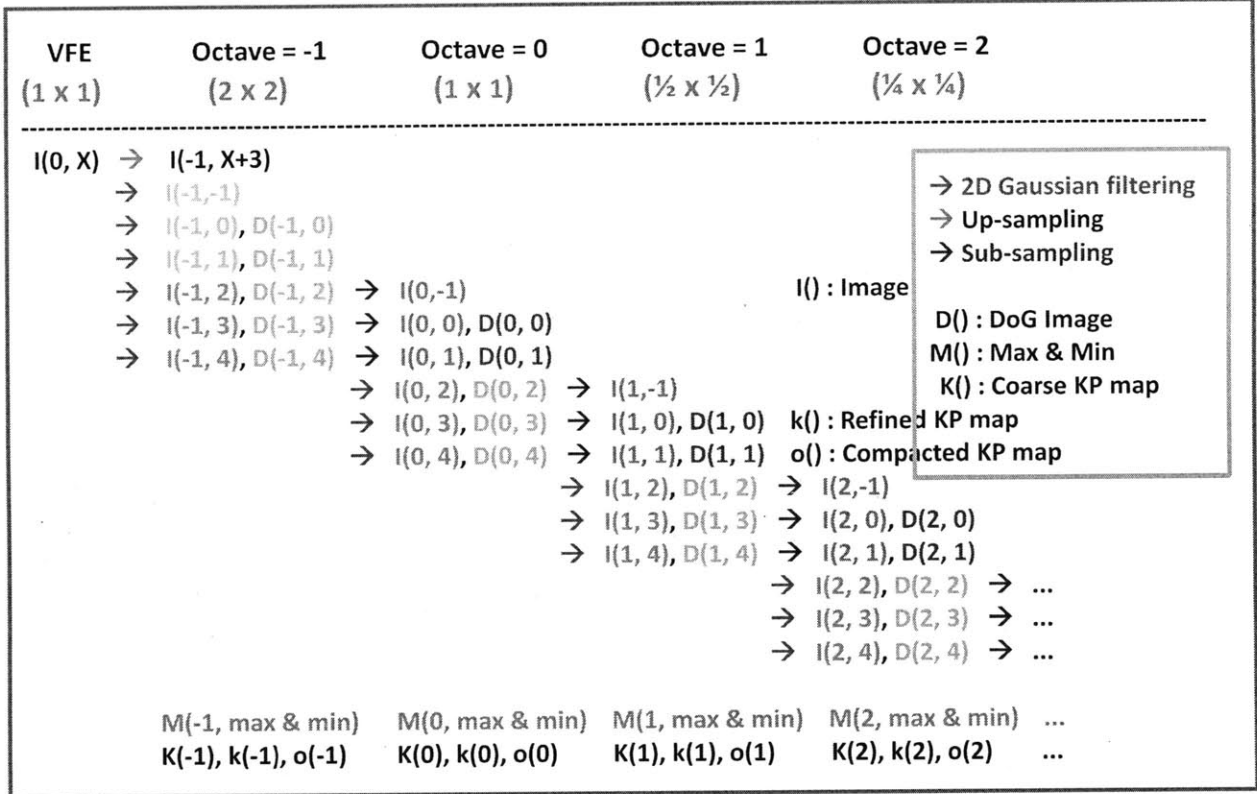 VFE Octave = -1 Octave = 0 Octave = 1 Octave = 2
(1 x 1) (2 x 2) (1 x 1) (½ x ½) (¼ x ¼)
I(0, X) → I(-1, X+3)
→ I(-1,-1)
→ I(-1, 0), D(-1, 0)
→ I(-1, 1), D(-1, 1)
→ I(-1, 2), D(-1, 2) → I(0,-1)
→ I(-1, 3), D(-1, 3) → I(0, 0), D(0, 0)
→ I(-1, 4), D(-1, 4) → I(0, 1), D(0, 1)
→ I(0, 2), D(0, 2) → I(1,-1)
→ I(0, 3), D(0, 3) → I(1, 0), D(1, 0)
→ I(0, 4), D(0, 4) → I(1, 1), D(1, 1)
→ I(1, 2), D(1, 2) → I(2,-1)
→ I(1, 3), D(1, 3) → I(2, 0), D(2, 0)
→ I(1, 4), D(1, 4) → I(2, 1), D(2, 1)
→ I(2, 2), D(2, 2) → ...
→ I(2, 3), D(2, 3) → ...
→ I(2, 4), D(2, 4) → ...
→ 2D Gaussian filtering
→ Up-sampling
→ Sub-sampling
I() : Image
D() : DoG Image
M() : Max & Min
K() : Coarse KP map
k() : Refined KP map
o() : Compacted KP map
M(-1, max & min) M(0, max & min) M(1, max & min) M(2, max & min) ...
K(-1), k(-1), o(-1) K(0), k(0), o(0) K(1), k(1), o(1) K(2), k(2), o(2) ...